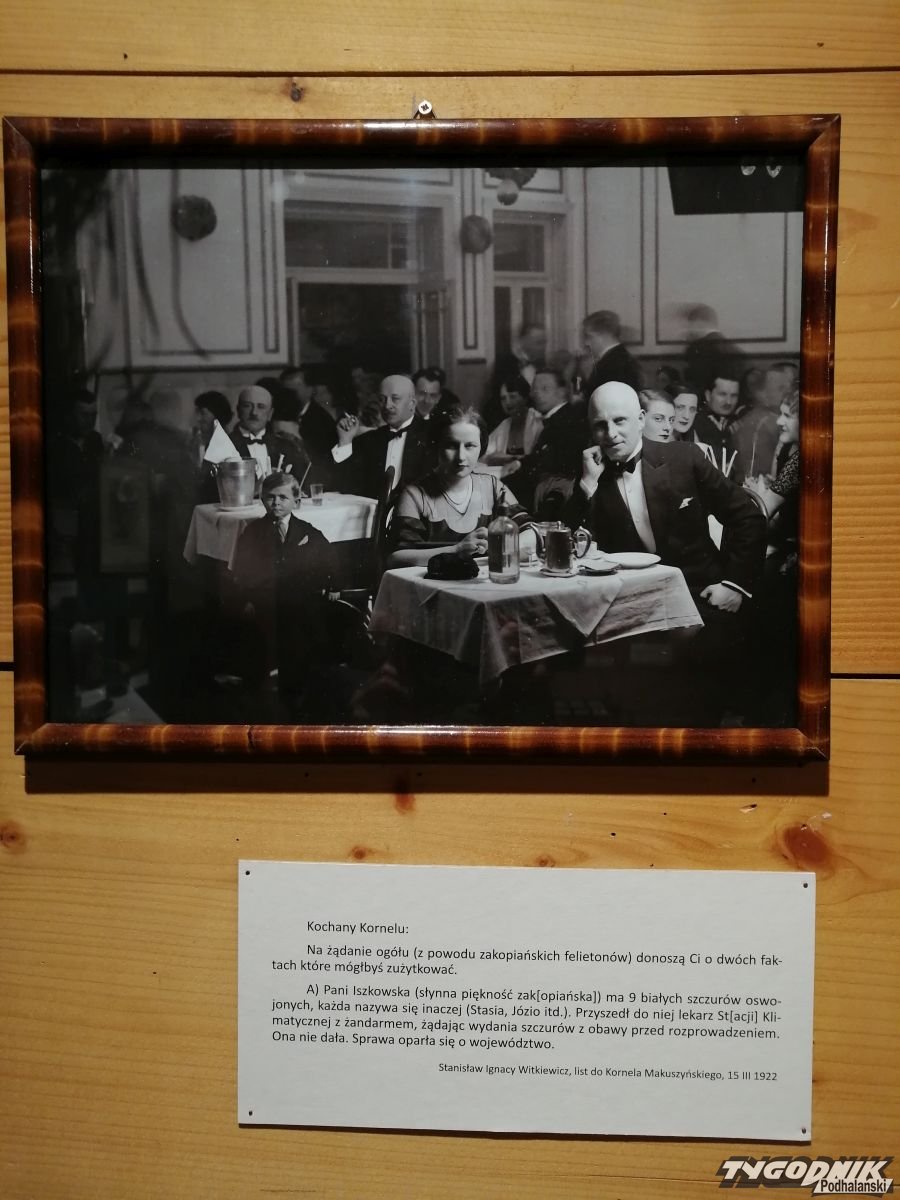 Kochany Kornelu:
Na żądanie ogółu (z powodu zakopiańskich felietonów) donoszą Ci o dwóch fak-
tach które mógłbyś zużytkować.
A) Pani Iszkowska (słynna piękność zak[opiańska]) ma 9 białych szczurów oswo-
jonych, każda nazywa się inaczej (Stasia, Józio itd.). Przyszedł do niej lekarz St[acji] Kli-
matycznej z żandarmem, żądając wydania szczurów z obawy przed rozprowadzeniem.
Ona nie dała. Sprawa oparła się o województwo.
Stanisław Ignacy Witkiewicz, list do Kornela Makuszyńskiego, 15 III 1922
TYGODNIK
Podhalański